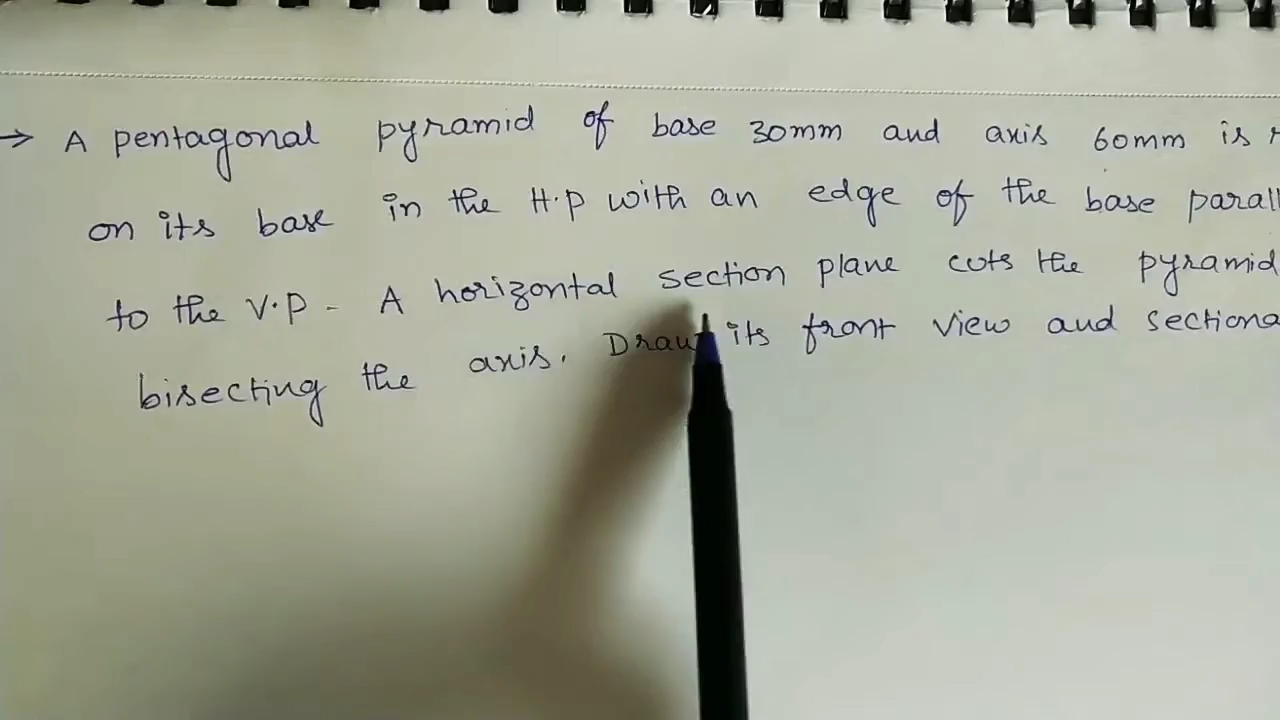 → A pentagonal pyramid of base 30mm and axis 60mm is
on its base in the H.P with an edge of the base parall
to the V.P - A horizontal section plane cuts the pyramid
bisecting the axis. Draw its front view and sectiona